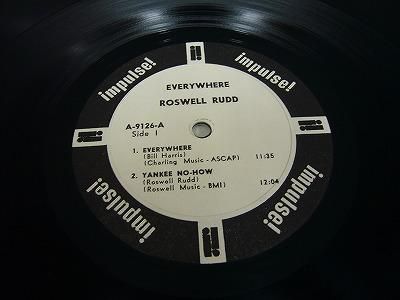 impulse!
impulse!
EVERYWHERE
ROSWELL RUDD
A-9126-A
Side 1
1. EVERYWHERE
(Bill Harris)
(Charling Music - ASCAP) 11:35
2. YANKEE NO-HOW
(Roswell Rudd)
(Roswell Music - BMI) 12:04
impulse!
impulse!